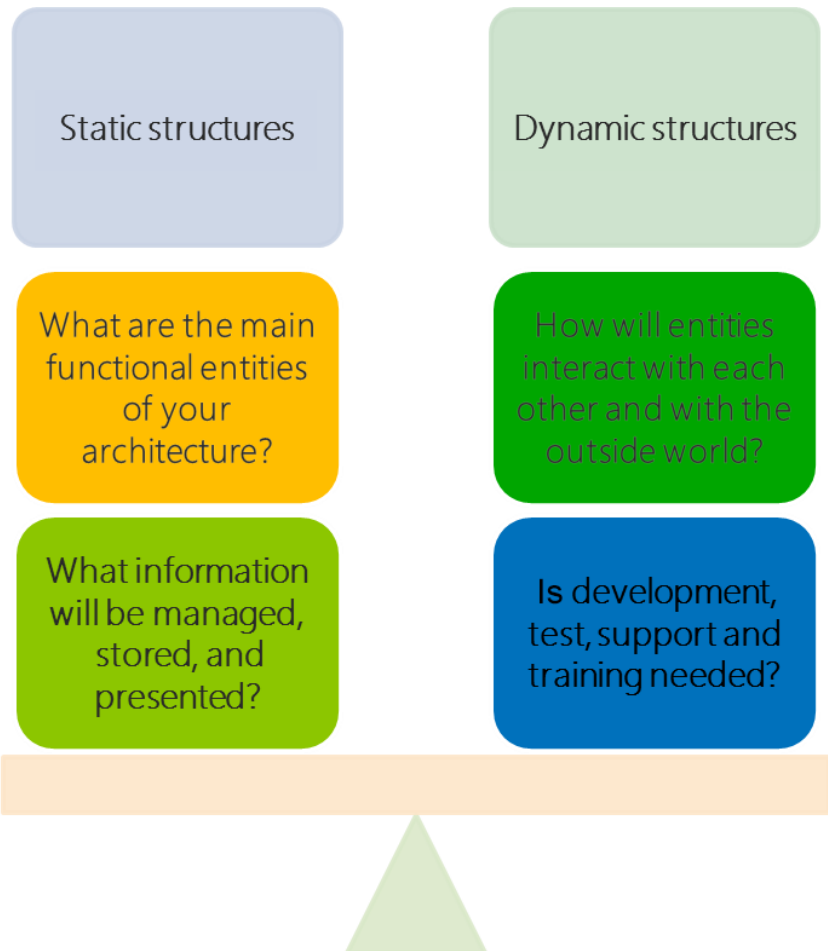 Static structures
Dynamic structures
What are the main
functional entities
of your
architecture?
How will entities
interact with each
other and with the
outside world?
What information
will be managed,
stored, and
presented?
Is development,
test, support and
training needed?